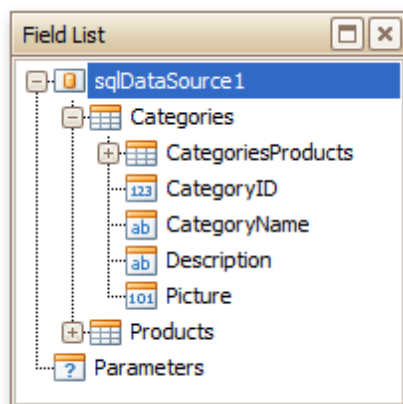 Field List
sqlDataSource1
Categories
CategoriesProducts
123 CategoryID
ab CategoryName
ab Description
101 Picture
Products
? Parameters